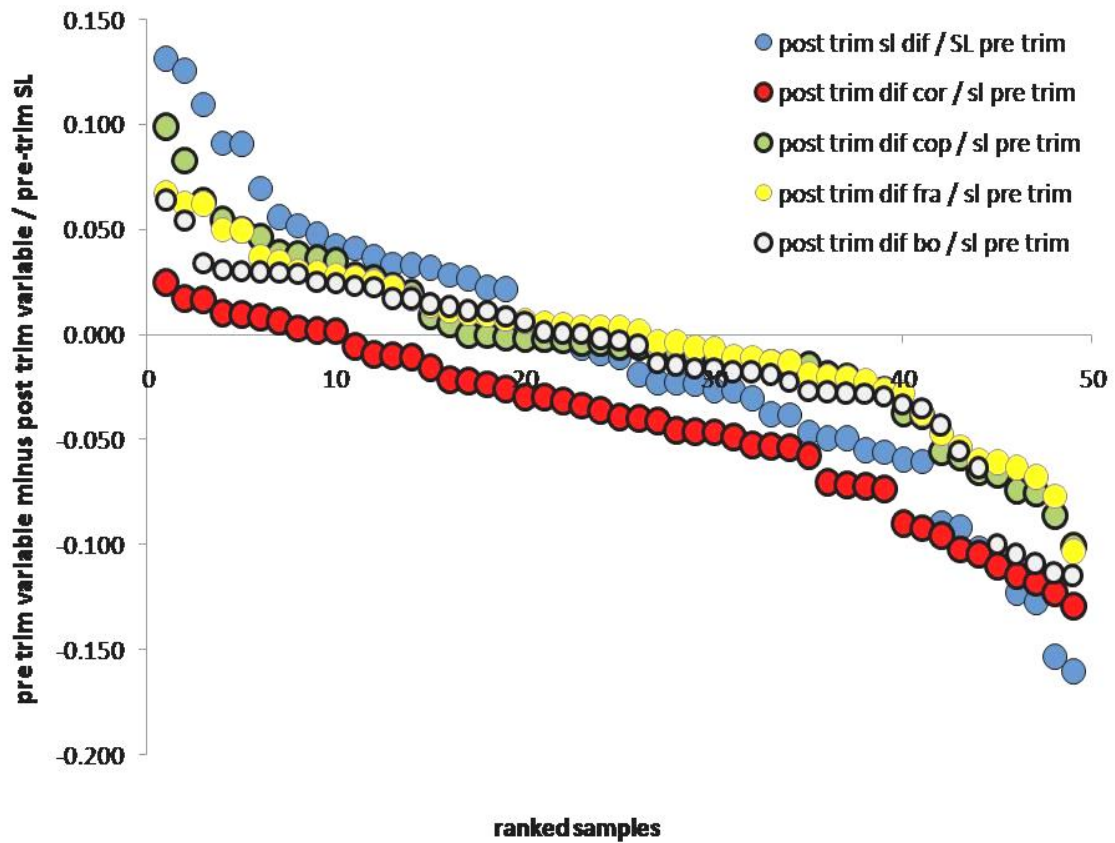 0.150
0.100
0.050
0.000
-0.050
-0.100
-0.150
-0.200
0
10
20
30
40
50
pre trim variable minus post trim variable / pre-trim SL
ranked samples
post trim sl dif / SL pre trim
post trim dif cor / sl pre trim
post trim dif cop / sl pre trim
post trim dif fra / sl pre trim
post trim dif bo / sl pre trim